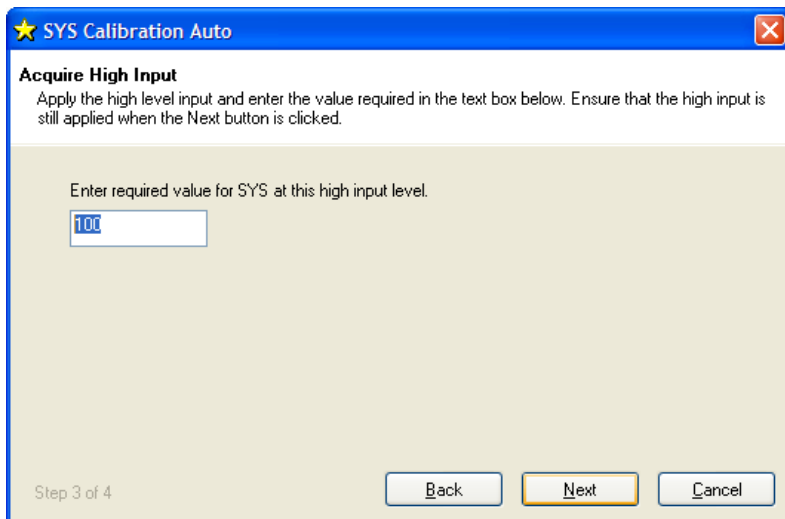 SYS Calibration Auto
Acquire High Input
Apply the high level input and enter the value required in the text box below. Ensure that the high input is
still applied when the Next button is clicked.
Enter required value for SYS at this high input level.
100
Step 3 of 4
Back
Next
Cancel